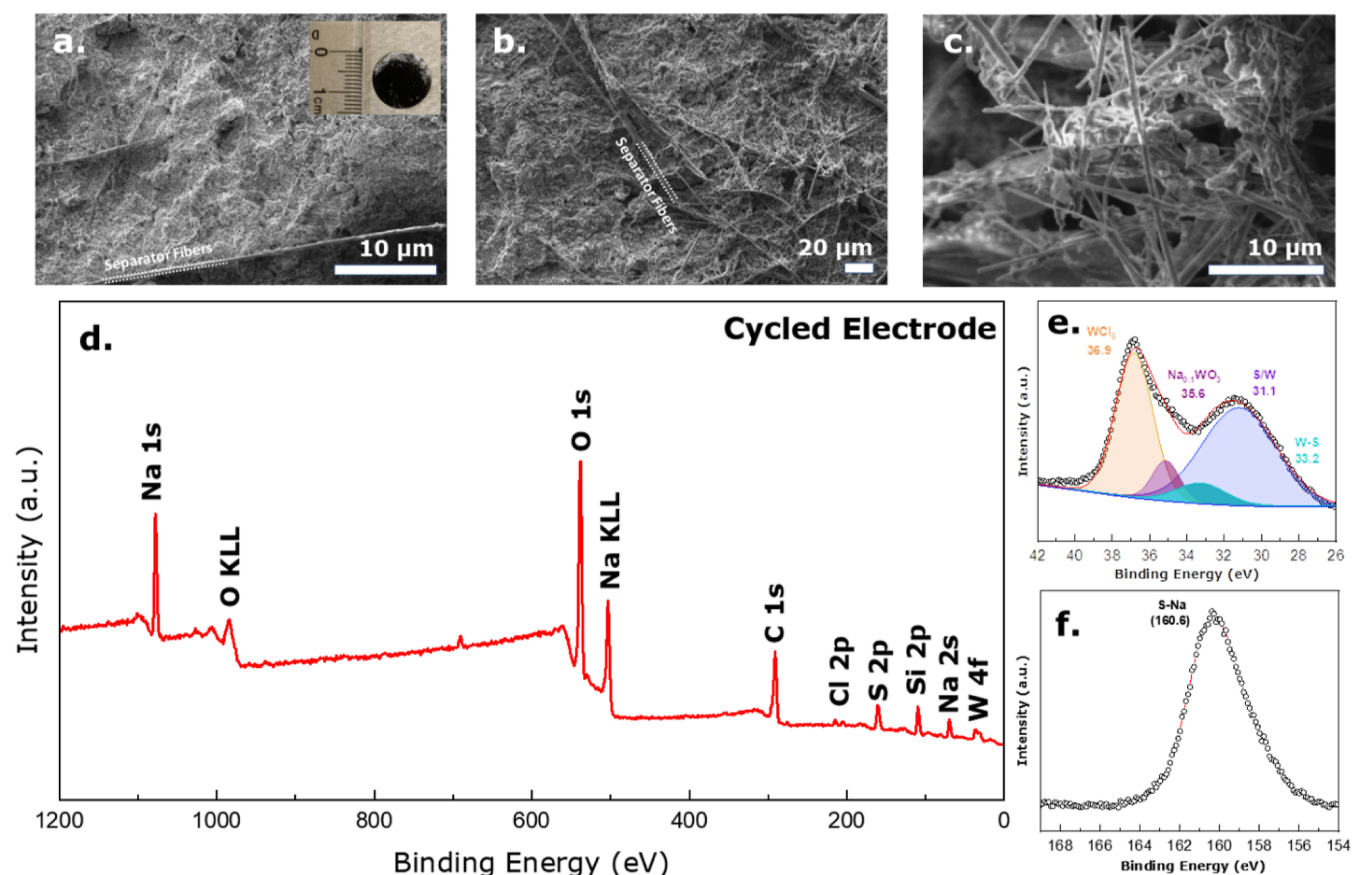 a.
0
1
cm
Separator Fibers
10 μm
b.
Separator Fibers
20 μm
c.
10 μm
d.
Cycled Electrode
Intensity (a.u.)
Na 1s
O KLL
O 1s
Na KLL
C 1s
Cl 2p
S 2p
Si 2p
Na 2s
W 4f
1200
1000
800
600
400
200
0
Binding Energy (eV)
e.
Intensity (a.u.)
36.9
Na₀.₁WO₃
35.6
S/W
31.1
W-S
33.2
42
40
38
36
34
32
30
28
26
Binding Energy (eV)
f.
Intensity (a.u.)
S-Na
(160.6)
168
166
164
162
160
158
156
154
Binding Energy (eV)